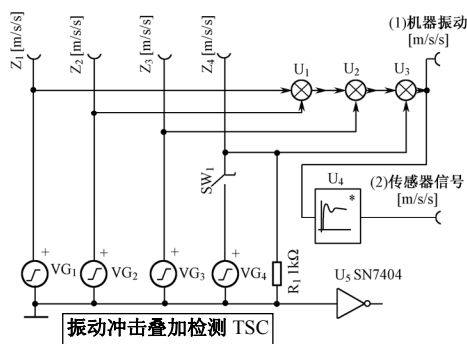 Z1 [m/s/s]
Z2 [m/s/s]
Z3 [m/s/s]
Z4 [m/s/s]
(1)机器振动
[m/s/s]
U1
U2
U3
SW1
U4
*
(2)传感器信号
[m/s/s]
+
VG1
+
VG2
+
VG3
+
VG4
R1 1kΩ
U5 SN7404
振动冲击叠加检测 TSC